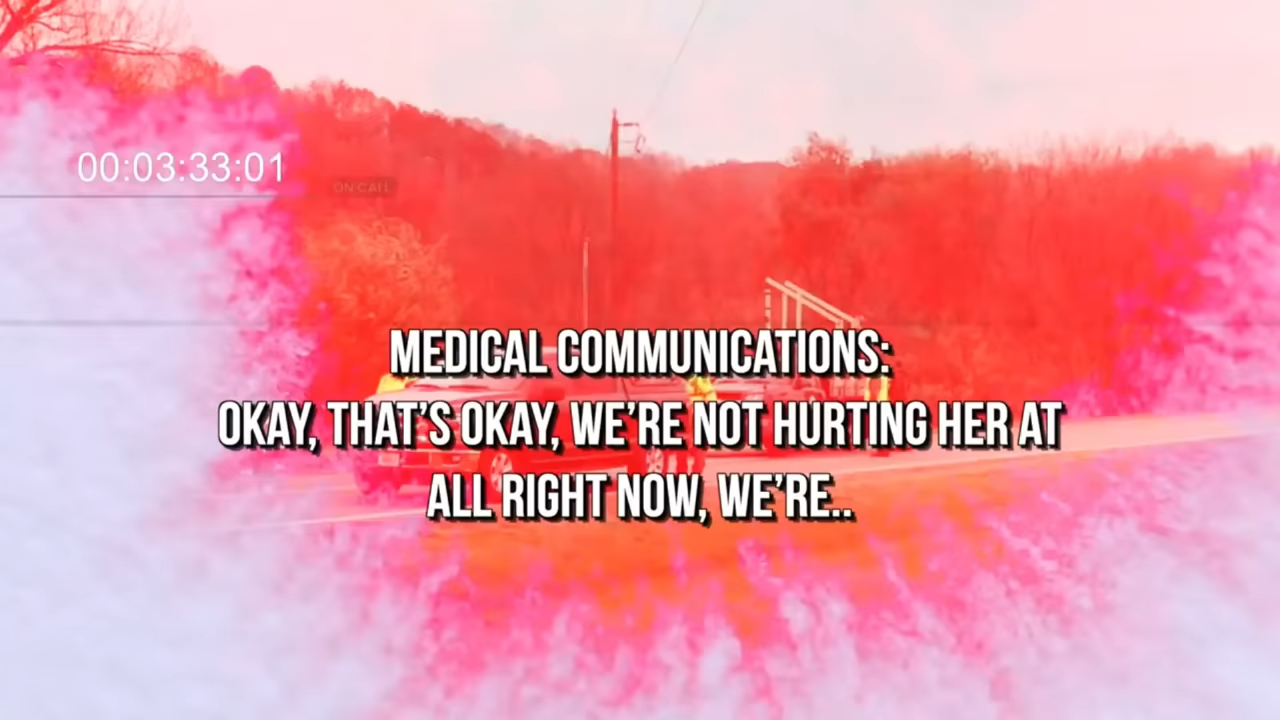 00:03:33:01
ON CALL
MEDICAL COMMUNICATIONS:
OKAY, THAT’S OKAY, WE’RE NOT HURTING HER AT
ALL RIGHT NOW, WE’RE..